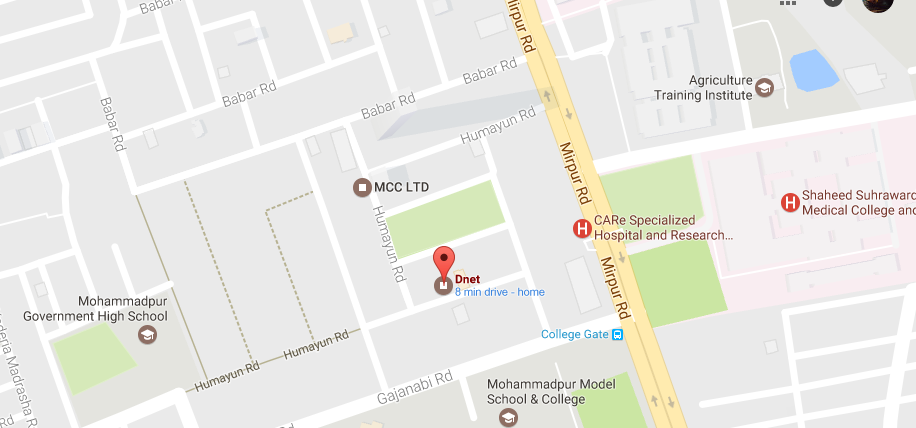 Babar Rd
Mirpur Rd
Babar Rd
Babar Rd
Babar Rd
Agriculture
Training Institute
Humayun Rd
Mirpur Rd
MCC LTD
Humayun Rd
CARe Specialized
Hospital and Research...
Shaheed Suhraward
Medical College and
Dnet
8 min drive - home
Mirpur Rd
Mohammadpur
Government High School
College Gate
Humayun Rd
Humayun Rd
Madrasha R
Gajanabi Rd
Mohammadpur Model
School & College
Rd